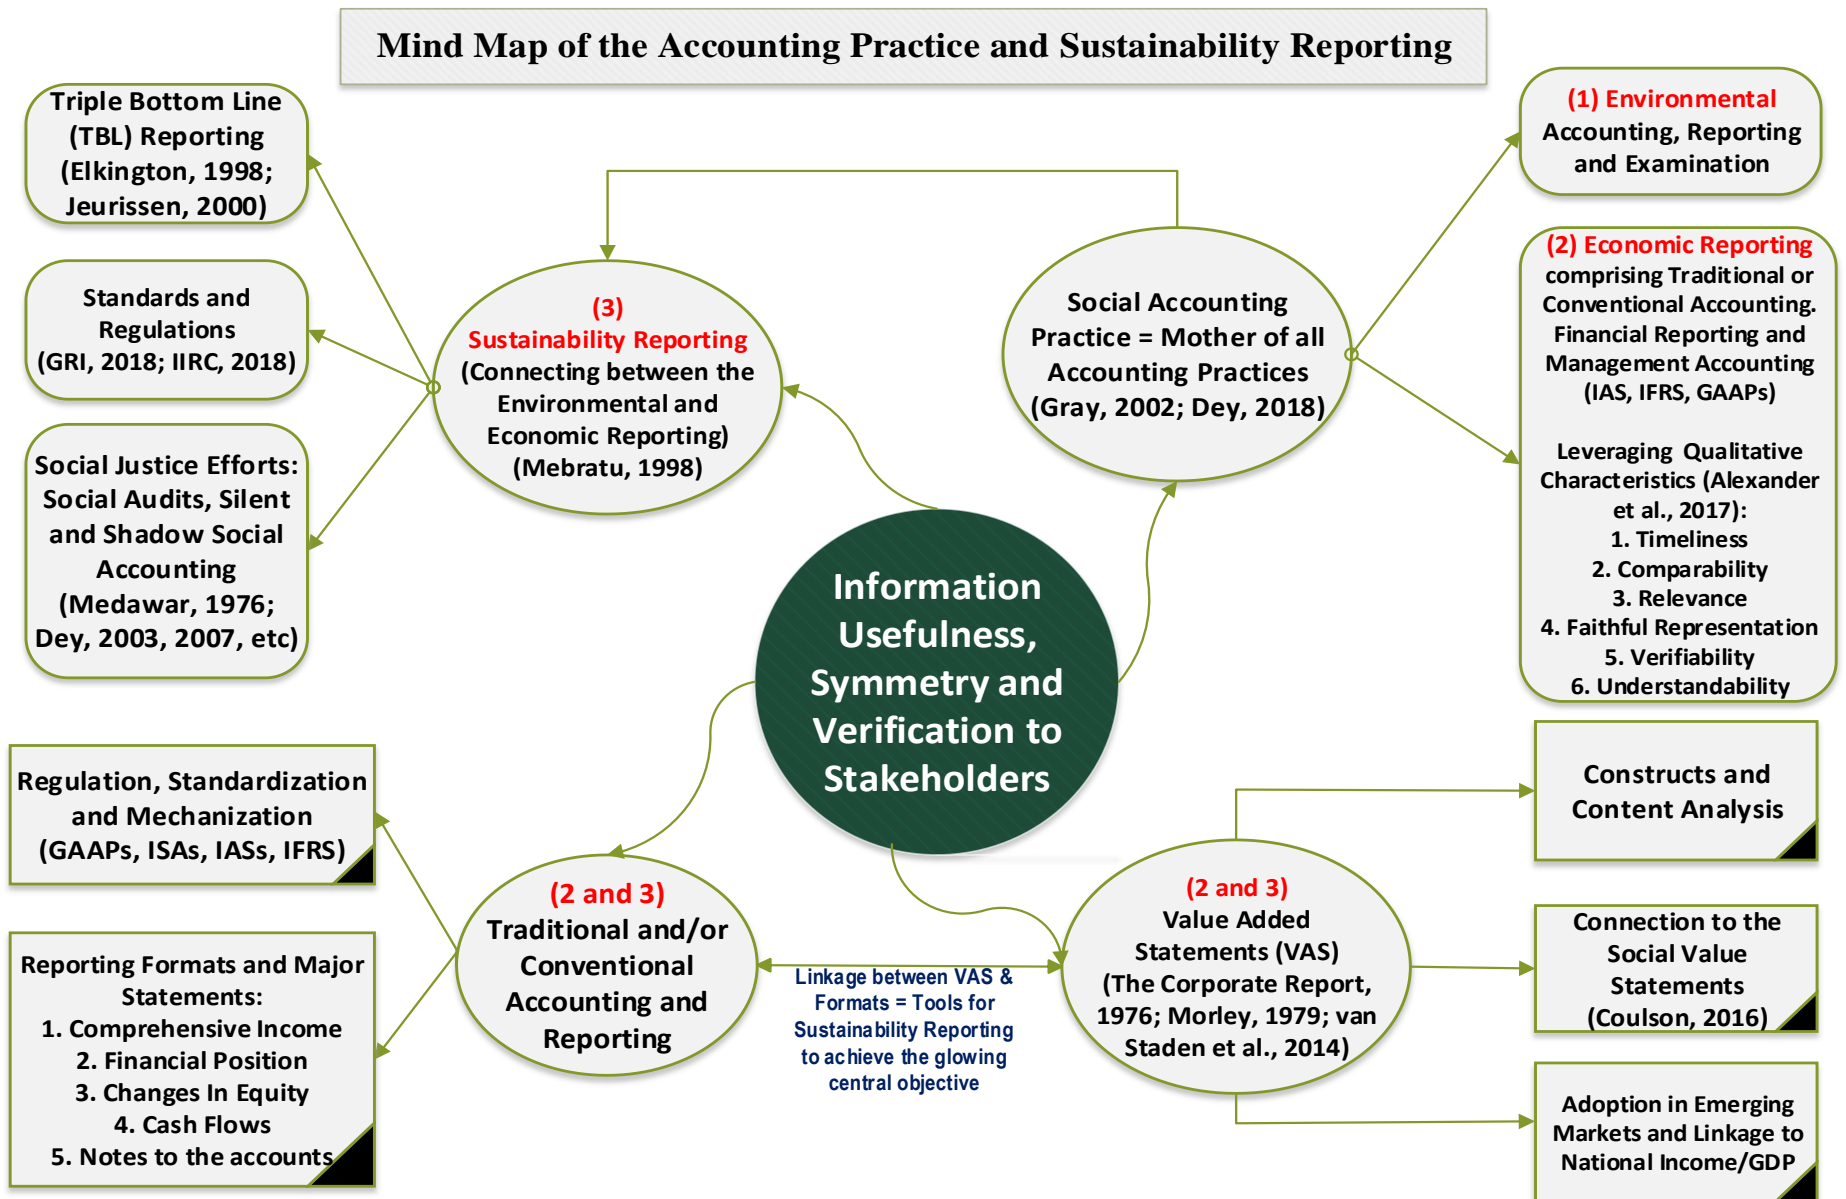 Mind Map of the Accounting Practice and Sustainability Reporting
Triple Bottom Line
(TBL) Reporting
(Elkington, 1998;
Jeurissen, 2000)
Standards and
Regulations
(GRI, 2018; IIRC, 2018)
Social Justice Efforts:
Social Audits, Silent
and Shadow Social
Accounting
(Medawar, 1976;
Dey, 2003, 2007, etc)
(3)
Sustainability Reporting
(Connecting between the
Environmental and
Economic Reporting)
(Mebratu, 1998)
Social Accounting
Practice = Mother of all
Accounting Practices
(Gray, 2002; Dey, 2018)
(1) Environmental
Accounting, Reporting
and Examination
(2) Economic Reporting
comprising Traditional or
Conventional Accounting.
Financial Reporting and
Management Accounting
(IAS, IFRS, GAAPs)
Leveraging Qualitative
Characteristics (Alexander
et al., 2017):
1. Timeliness
2. Comparability
3. Relevance
4. Faithful Representation
5. Verifiability
6. Understandability
Information
Usefulness,
Symmetry and
Verification to
Stakeholders
Regulation, Standardization
and Mechanization
(GAAPs, ISAs, IASs, IFRS)
Reporting Formats and Major
Statements:
1. Comprehensive Income
2. Financial Position
3. Changes In Equity
4. Cash Flows
5. Notes to the accounts
(2 and 3)
Traditional and/or
Conventional
Accounting and
Reporting
Linkage between VAS &
Formats = Tools for
Sustainability Reporting
to achieve the glowing
central objective
(2 and 3)
Value Added
Statements (VAS)
(The Corporate Report,
1976; Morley, 1979; van
Staden et al., 2014)
Constructs and
Content Analysis
Connection to the
Social Value
Statements
(Coulson, 2016)
Adoption in Emerging
Markets and Linkage to
National Income/GDP